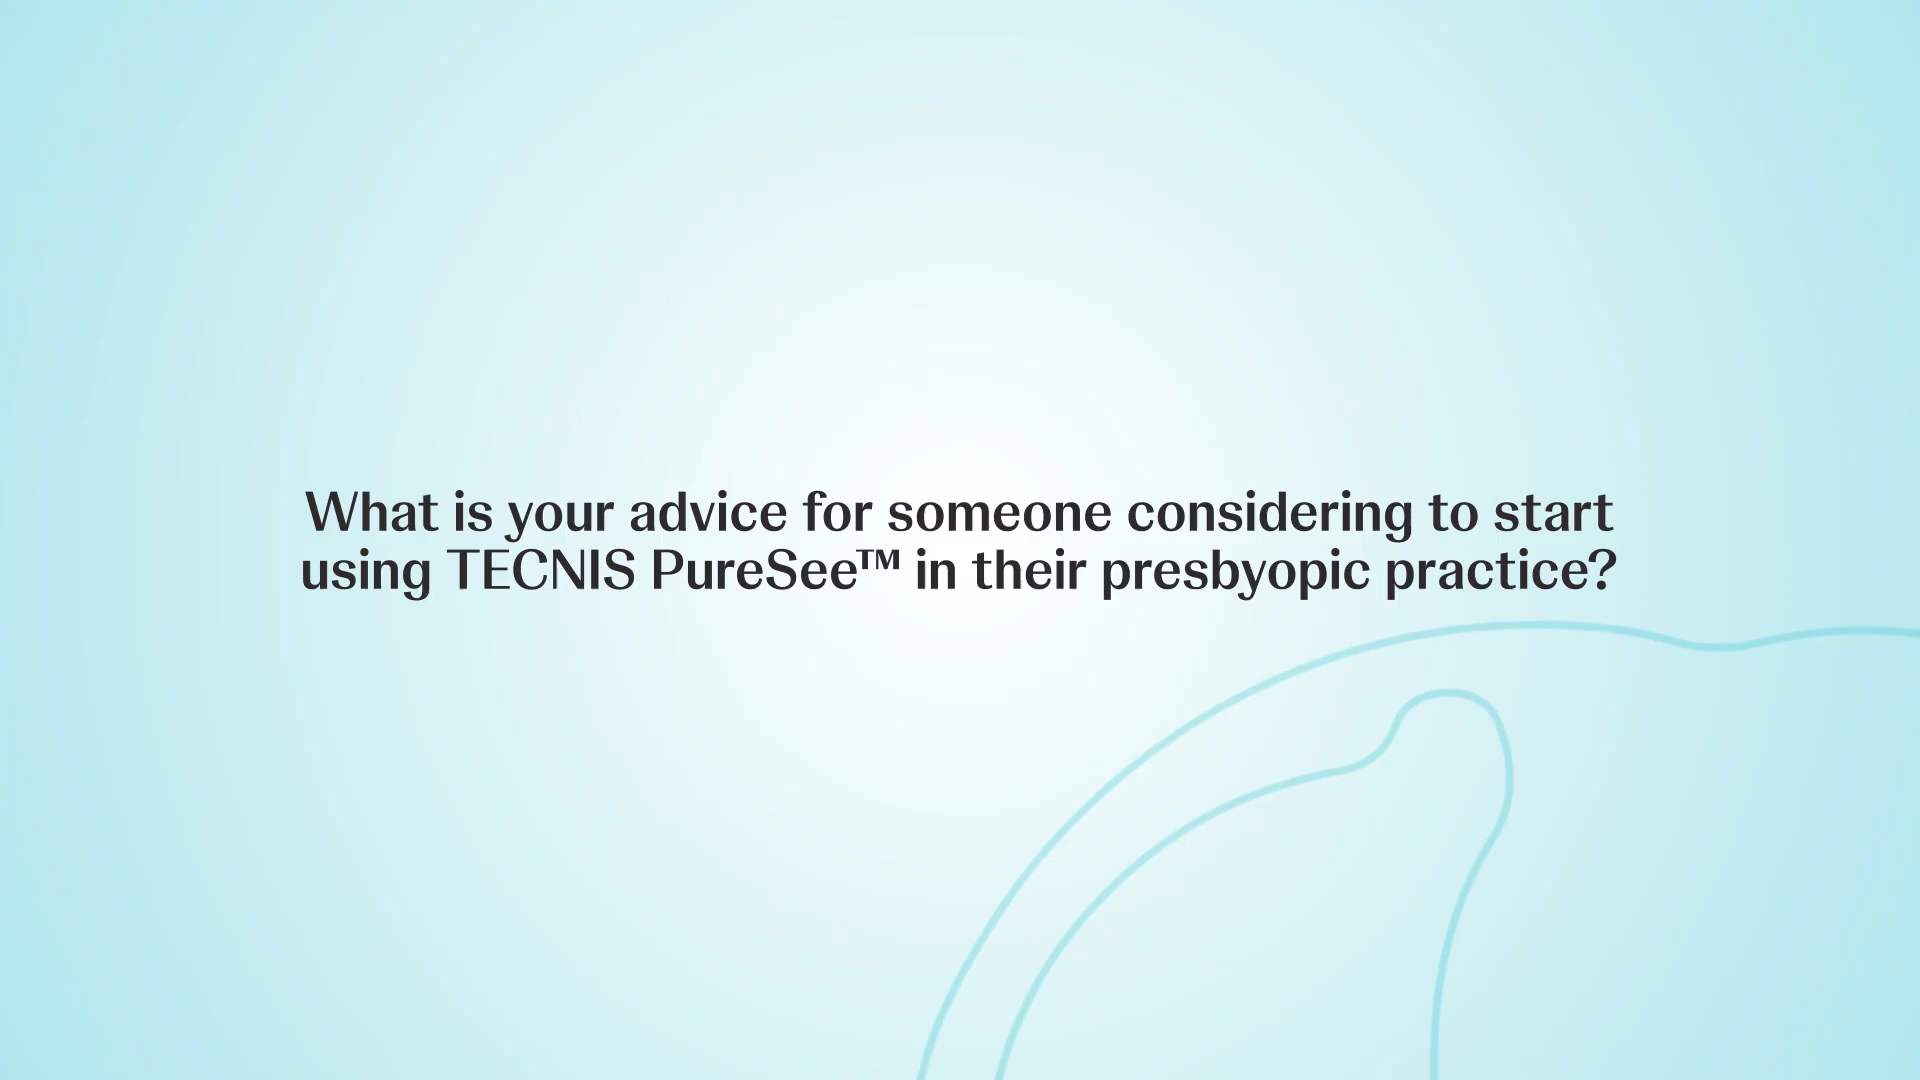 What is your advice for someone considering to start
using TECNIS PureSee™ in their presbyopic practice?